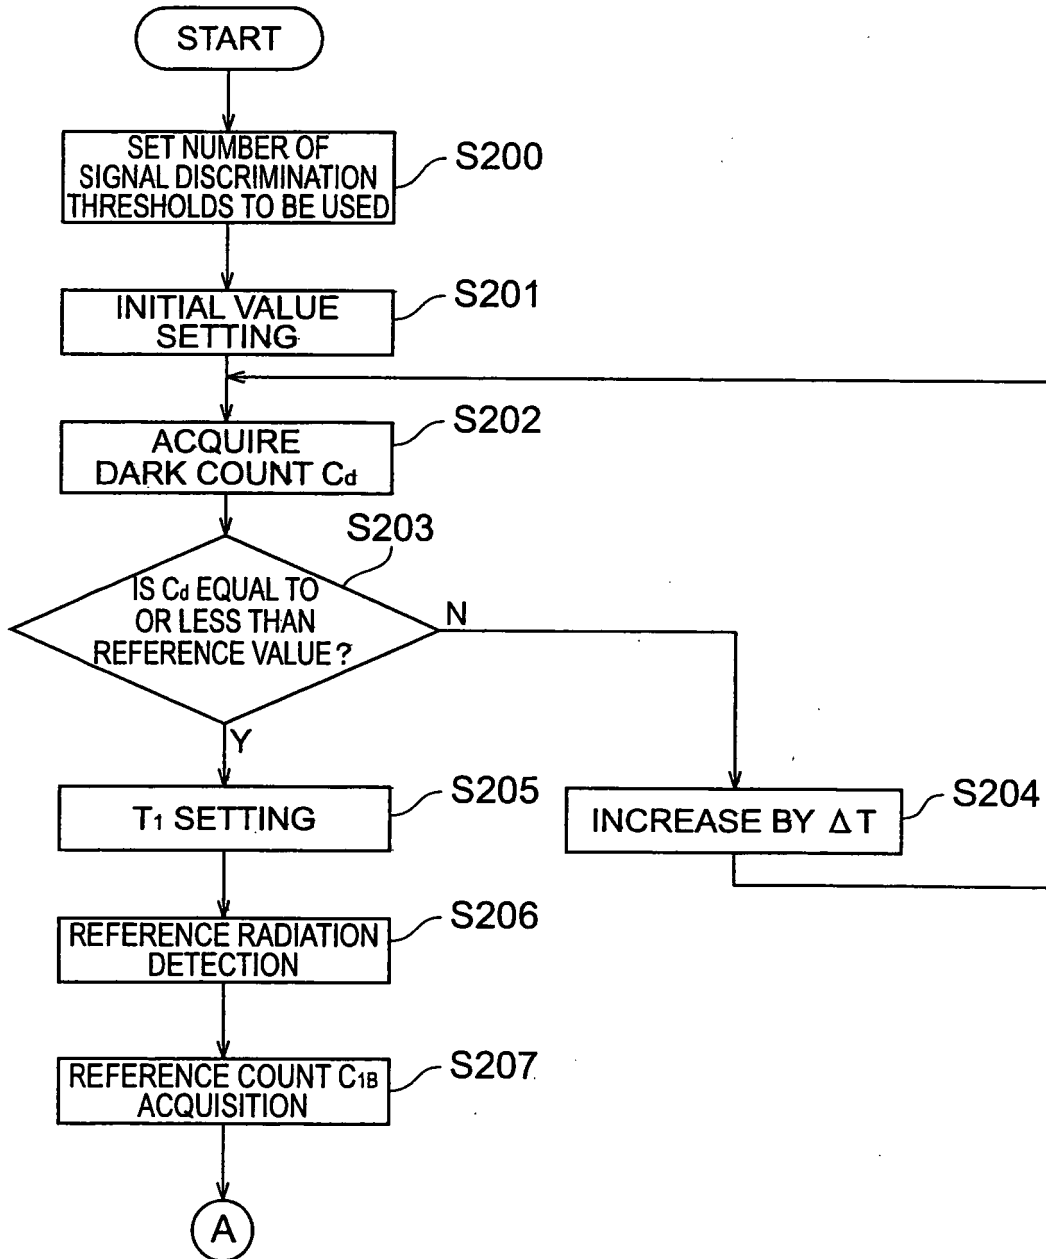 START
SET NUMBER OF
SIGNAL DISCRIMINATION
THRESHOLDS TO BE USED
S200
INITIAL VALUE
SETTING
S201
ACQUIRE
DARK COUNT Cd
S202
S203
IS Cd EQUAL TO
OR LESS THAN
REFERENCE VALUE?
N
Y
T1 SETTING
S205
INCREASE BY ΔT
S204
REFERENCE RADIATION
DETECTION
S206
REFERENCE COUNT C1B
ACQUISITION
S207
A